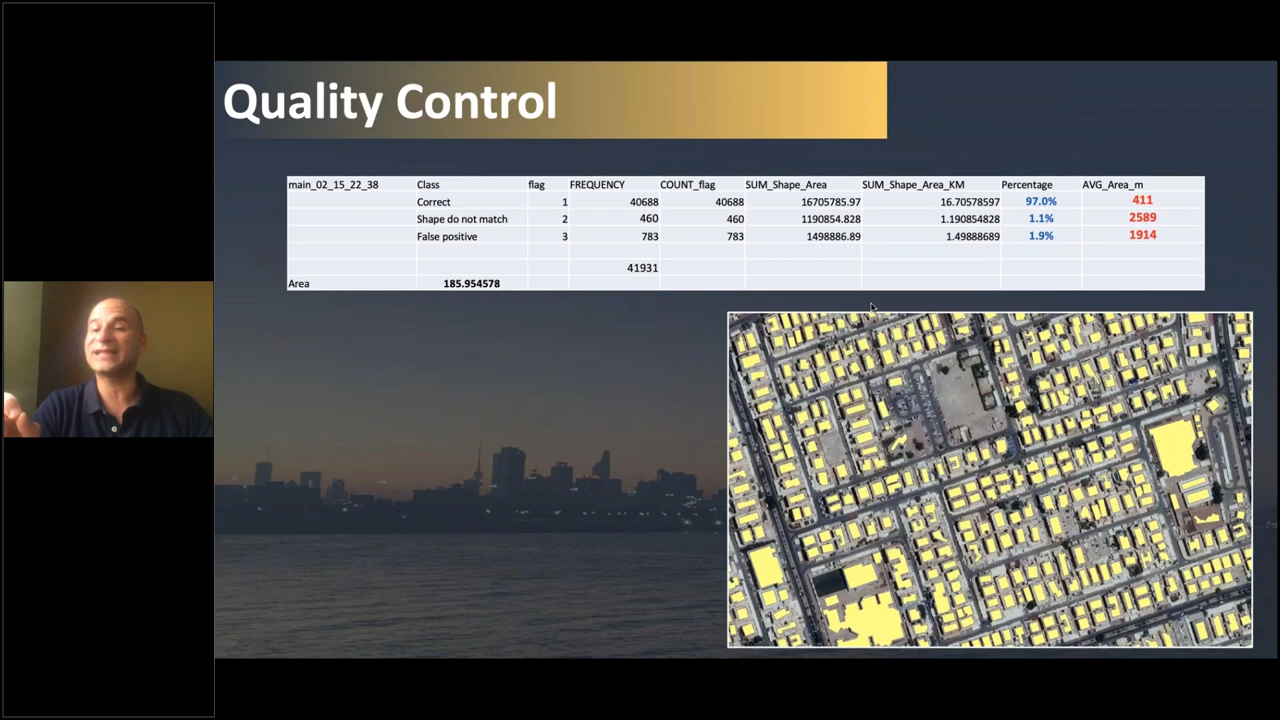 Quality Control
main_02_15_22_38 Class flag FREQUENCY COUNT_flag SUM_Shape_Area SUM_Shape_Area_KM Percentage AVG_Area_m
Correct 1 40688 40688 16705785.97 16.70578597 97.0% 411
Shape do not match 2 460 460 1190854.828 1.190854828 1.1% 2589
False positive 3 783 783 1498886.89 1.49888689 1.9% 1914
41931
Area 185.954578